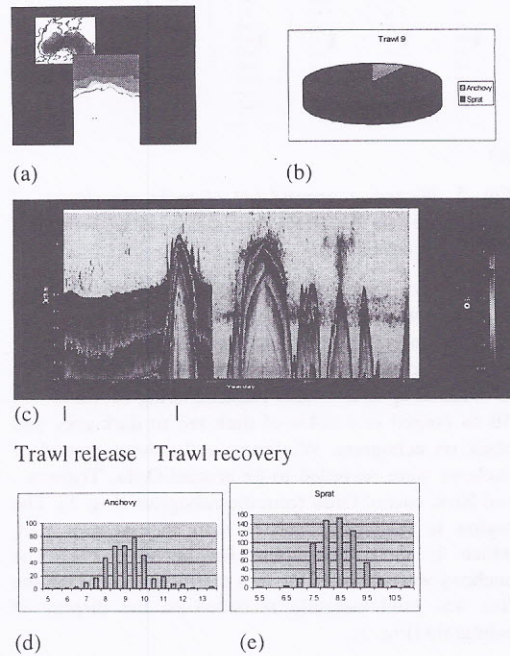 Trawl 9
Anchovy
Sprat
(a)
(b)
(c)
Trawl release Trawl recovery
Anchovy
100
80
60
40
20
0
5 6 7 8 9 10 11 12 13
Sprat
160
140
120
100
80
60
40
20
0
5.5 6.5 7.5 8.5 9.5 10.5
(d)
(e)